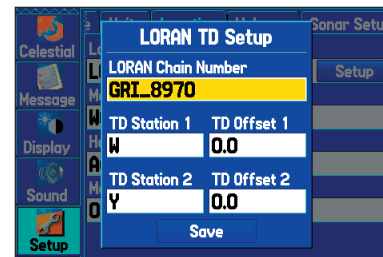 Sonar Setu
LORAN TD Setup
Celestial
LORAN Chain Number
Setup
GRI_8970
Message
TD Station 1 TD Offset 1
W 0.0
Display
TD Station 2 TD Offset 2
Sound
Y 0.0
Save
Setup